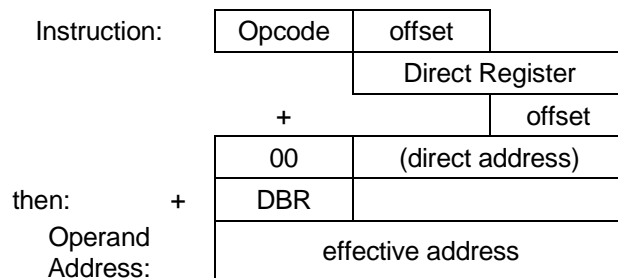 Instruction: Opcode offset
Direct Register
+ offset
00 (direct address)
then: + DBR
Operand
Address:
effective address